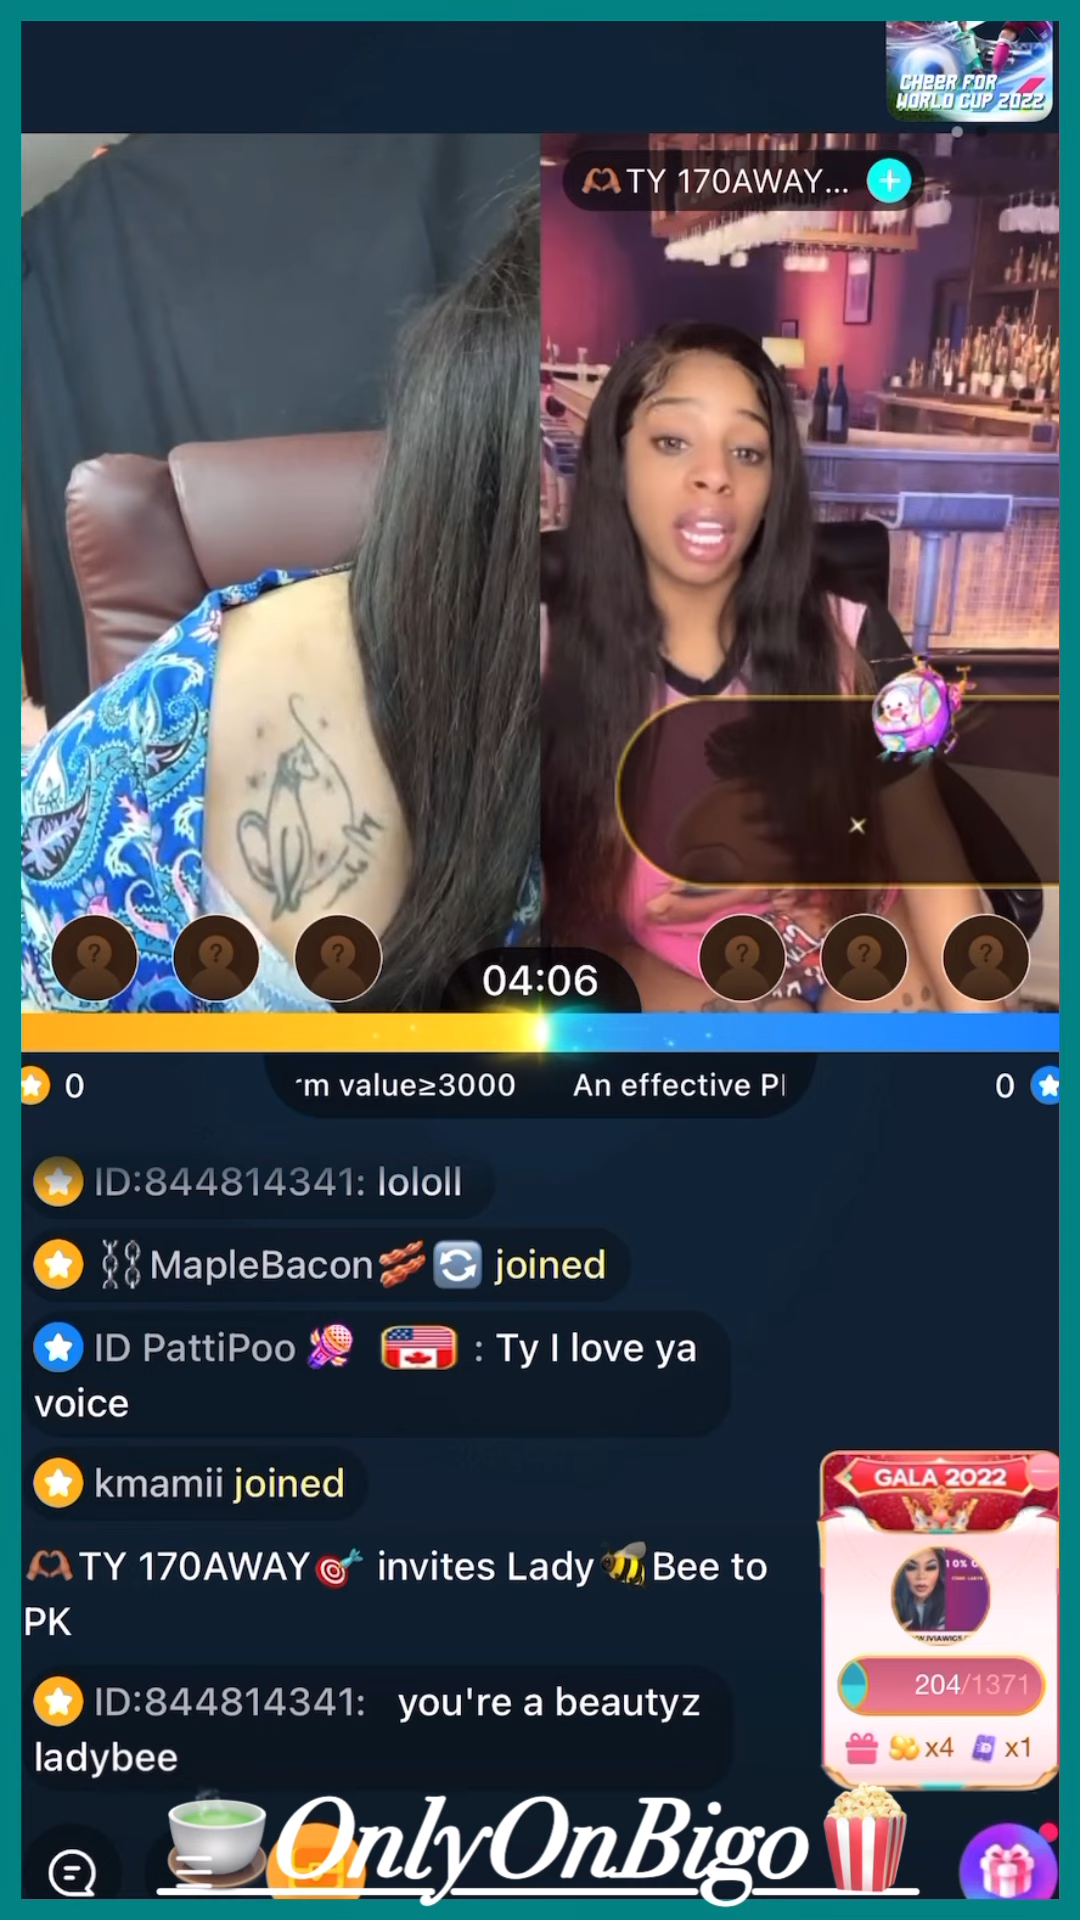 CHEER FOR
WORLD CUP 2022
🫶🏽TY 170AWAY...
04:06
0
value≥3000 An effective
0
ID:844814341: lololl
⛓⛓MapleBacon🥓🔄 joined
ID PattiPoo : Ty I love ya
voice
kmamii joined
🫶🏽TY 170AWAY🎯 invites Lady🐝Bee to
PK
ID:844814341: you're a beautyz
ladybee
GALA 2022
204/1371
x4 x1
🍵OnlyOnBigo🍿